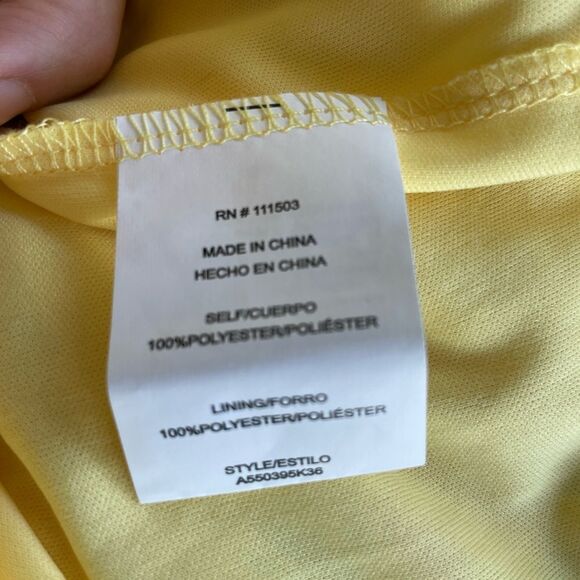 RN # 111503
MADE IN CHINA
HECHO EN CHINA
SELF/CUERPO
100%POLYESTER/POLIÉSTER
LINING/FORRO
100%POLYESTER/POLIÉSTER
STYLE/ESTILO
A550395K36